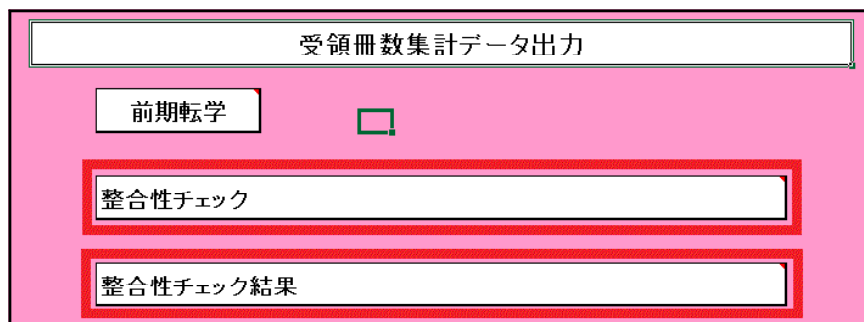 受領冊数集計データ出力
前期転学
整合性チェック
整合性チェック結果